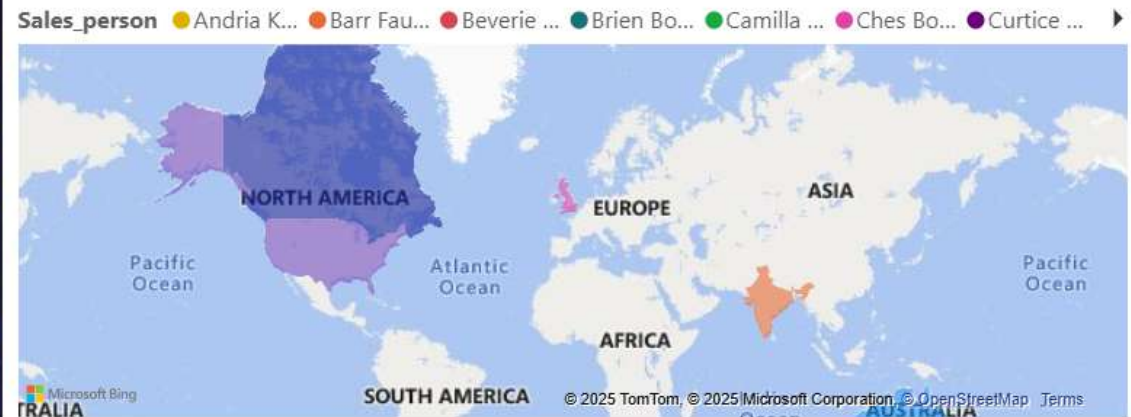 Sales_person Andria K... Barr Fau... Beverie ... Brien Bo... Camilla ... Ches Bo... Curtice ...
NORTH AMERICA
ASIA
EUROPE
Pacific
Ocean
Atlantic
Ocean
Pacific
Ocean
AFRICA
Microsoft Bing
SOUTH AMERICA
© 2025 TomTom, © 2025 Microsoft Corporation, © OpenStreetMap Terms
TRALIA
Ocean
AUSTRALIA